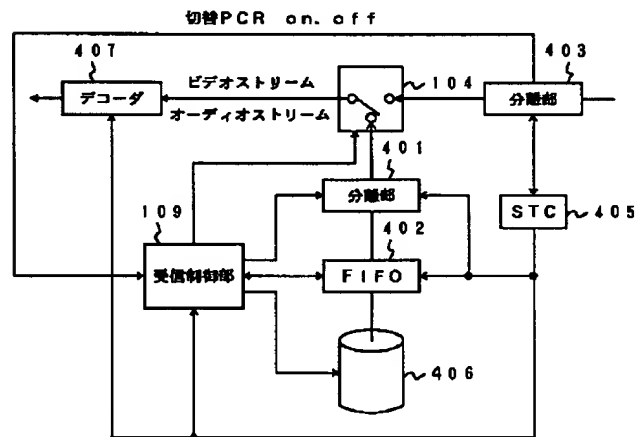 切替PCR on.off
407
403
ビデオストリーム
104
デコーダ
分離部
オーディオストリーム
401
分離部
STC
405
109
402
受信制御部
FIFO
406